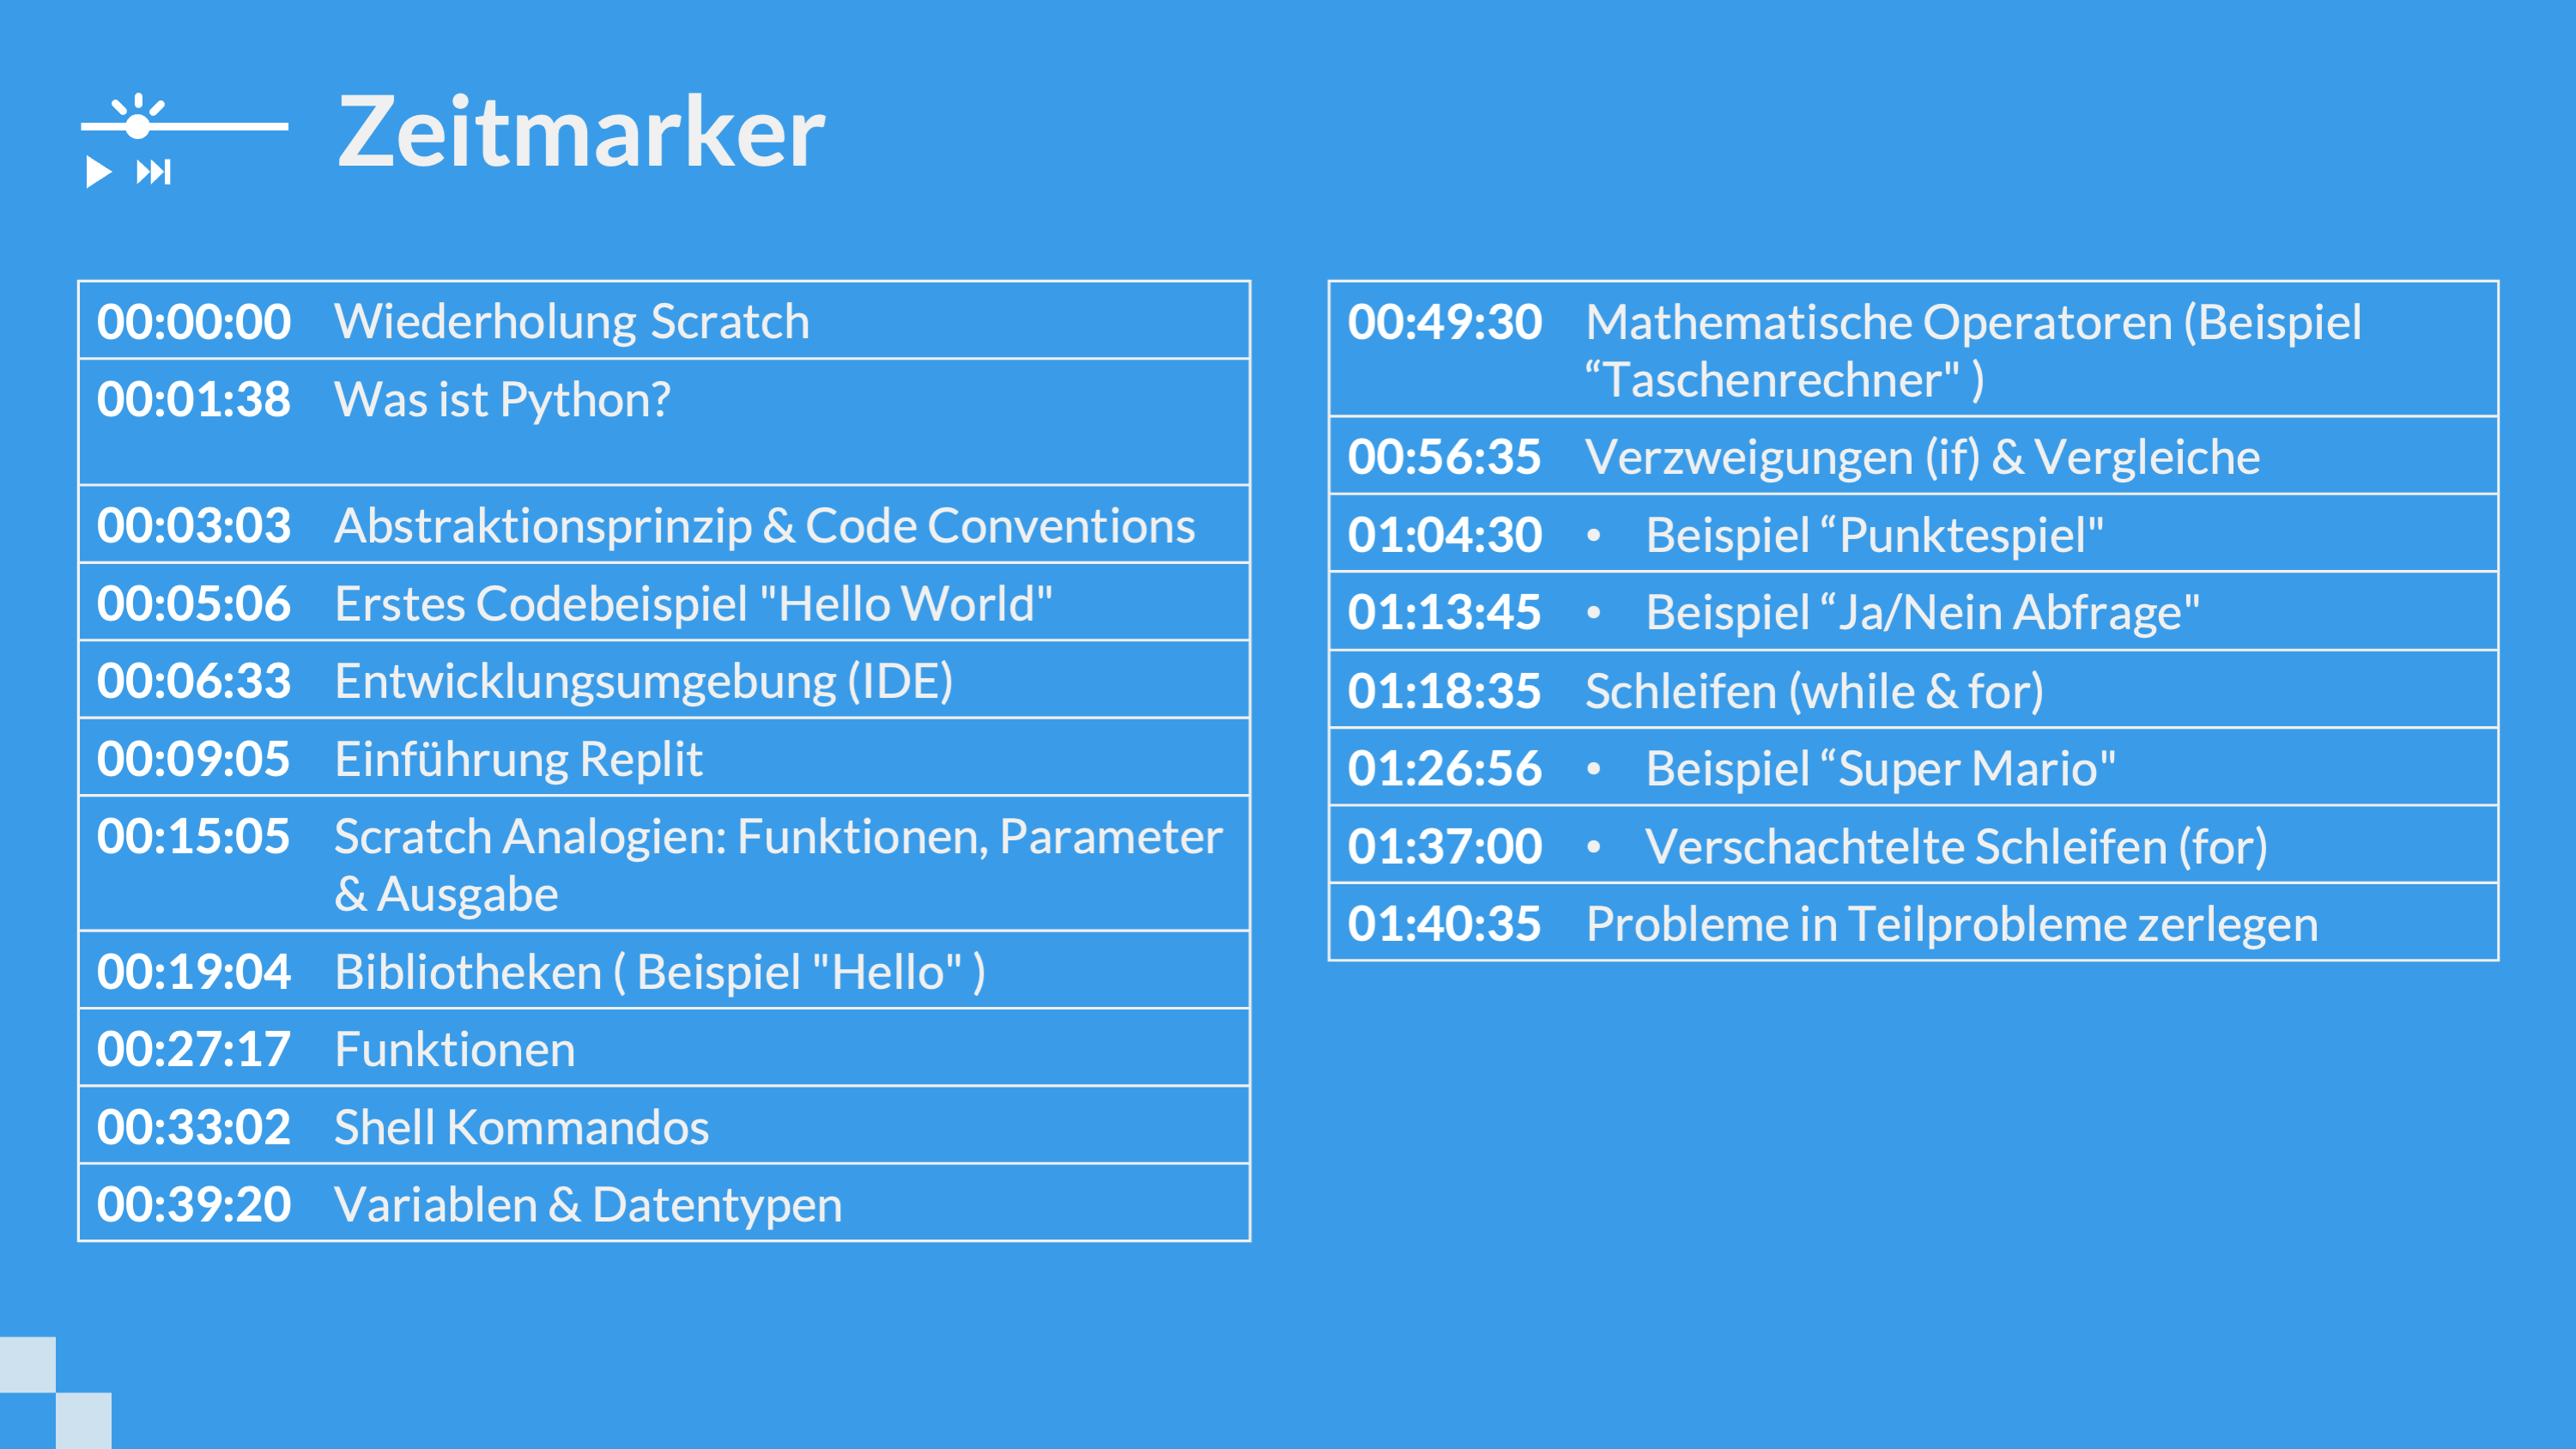 Zeitmarker
00:00:00 Wiederholung Scratch
00:01:38 Was ist Python?
00:03:03 Abstraktionsprinzip & Code Conventions
00:05:06 Erstes Codebeispiel "Hello World"
00:06:33 Entwicklungsumgebung (IDE)
00:09:05 Einführung Replit
00:15:05 Scratch Analogien: Funktionen, Parameter
& Ausgabe
00:19:04 Bibliotheken ( Beispiel "Hello" )
00:27:17 Funktionen
00:33:02 Shell Kommandos
00:39:20 Variablen & Datentypen
00:49:30 Mathematische Operatoren (Beispiel
“Taschenrechner" )
00:56:35 Verzweigungen (if) & Vergleiche
01:04:30 • Beispiel “Punktespiel"
01:13:45 • Beispiel “Ja/Nein Abfrage"
01:18:35 Schleifen (while & for)
01:26:56 • Beispiel “Super Mario"
01:37:00 • Verschachtelte Schleifen (for)
01:40:35 Probleme in Teilprobleme zerlegen